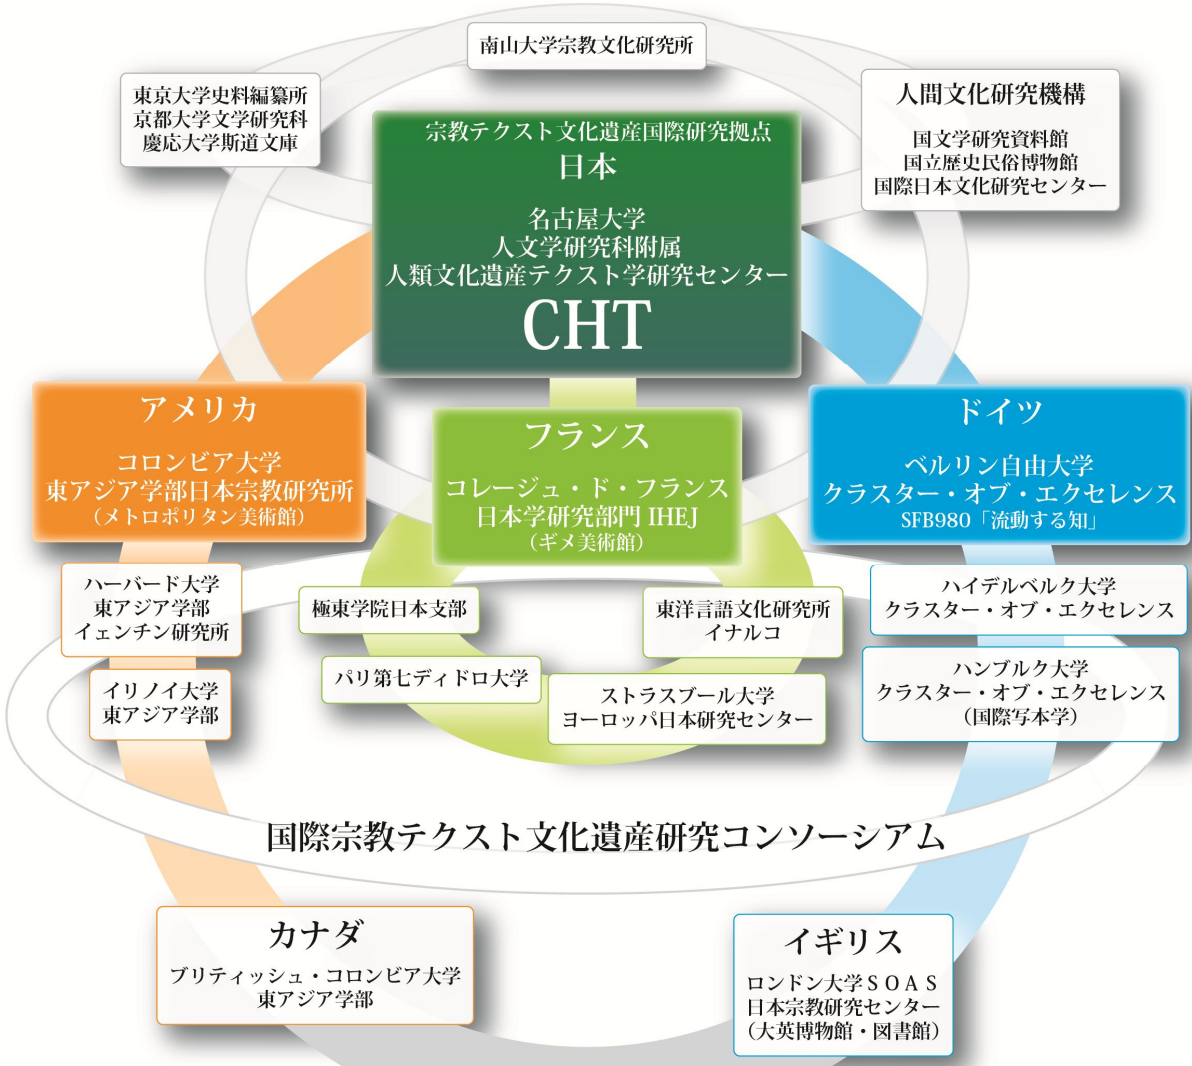 南山大学宗教文化研究所
東京大学史料編纂所
京都大学文学研究科
慶応大学斯道文庫
人間文化研究機構
国文学研究資料館
国立歴史民俗博物館
国際日本文化研究センター
宗教テクスト文化遺産国際研究拠点
日本
名古屋大学
人文学研究科附属
人類文化遺産テクスト学研究センター
CHT
アメリカ
コロンビア大学
東アジア学部日本宗教研究所
（メトロポリタン美術館）
フランス
コレージュ・ド・フランス
日本学研究部門 IHEJ
（ギメ美術館）
ドイツ
ベルリン自由大学
クラスター・オブ・エクセレンス
SFB980「流動する知」
ハーバード大学
東アジア学部
イェンチン研究所
イリノイ大学
東アジア学部
極東学院日本支部
パリ第七ディドロ大学
東洋言語文化研究所
イナルコ
ストラスブール大学
ヨーロッパ日本研究センター
ハイデルベルク大学
クラスター・オブ・エクセレンス
ハンブルク大学
クラスター・オブ・エクセレンス
（国際写本学）
国際宗教テクスト文化遺産研究コンソーシアム
カナダ
ブリティッシュ・コロンビア大学
東アジア学部
イギリス
ロンドン大学ＳＯＡＳ
日本宗教研究センター
（大英博物館・図書館）